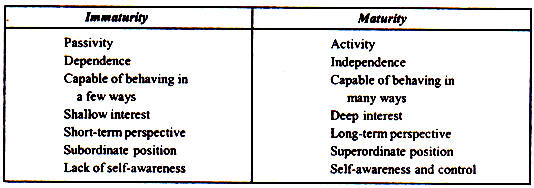 Immaturity Maturity
Passivity Activity
Dependence Independence
Capable of behaving in Capable of behaving in
a few ways many ways
Shallow interest Deep interest
Short-term perspective Long-term perspective
Subordinate position Superordinate position
Lack of self-awareness Self-awareness and control